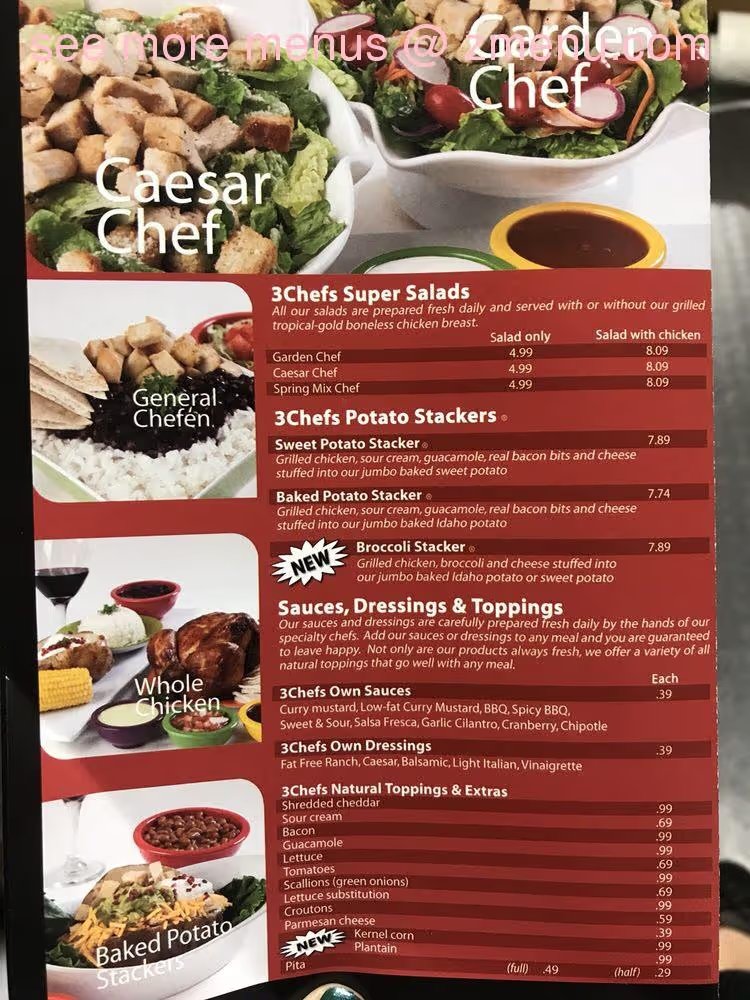 see more menus @ zmenu.com
Garden
Chef
Caesar
Chef
3Chefs Super Salads
All our salads are prepared fresh daily and served with or without our grilled
tropical-gold boneless chicken breast.
Salad only Salad with chicken
Garden Chef 4.99 8.09
Caesar Chef 4.99 8.09
Spring Mix Chef 4.99 8.09
General
Chefén
3Chefs Potato Stackers ®
Sweet Potato Stacker ® 7.89
Grilled chicken, sour cream, guacamole, real bacon bits and cheese
stuffed into our jumbo baked sweet potato
Baked Potato Stacker ® 7.74
Grilled chicken, sour cream, guacamole, real bacon bits and cheese
stuffed into our jumbo baked Idaho potato
NEW Broccoli Stacker ® 7.89
Grilled chicken, broccoli and cheese stuffed into
our jumbo baked Idaho potato or sweet potato
Whole
Chicken
Sauces, Dressings & Toppings
Our sauces and dressings are carefully prepared fresh daily by the hands of our
specialty chefs. Add our sauces or dressings to any meal and you are guaranteed
to leave happy. Not only are our products always fresh, we offer a variety of all
natural toppings that go well with any meal.
Each
3Chefs Own Sauces .39
Curry mustard, Low-fat Curry Mustard, BBQ, Spicy BBQ,
Sweet & Sour, Salsa Fresca, Garlic Cilantro, Cranberry, Chipotle
3Chefs Own Dressings .39
Fat Free Ranch, Caesar, Balsamic, Light Italian, Vinaigrette
3Chefs Natural Toppings & Extras
Shredded cheddar .99
Sour cream .69
Bacon .99
Guacamole .99
Lettuce .69
Tomatoes .99
Scallions (green onions) .69
Lettuce substitution .99
Croutons .59
Parmesan cheese .39
NEW Kernel corn .99
Plantain .99
Pita (full) .49 (half) .29
Baked Potato
Stackers